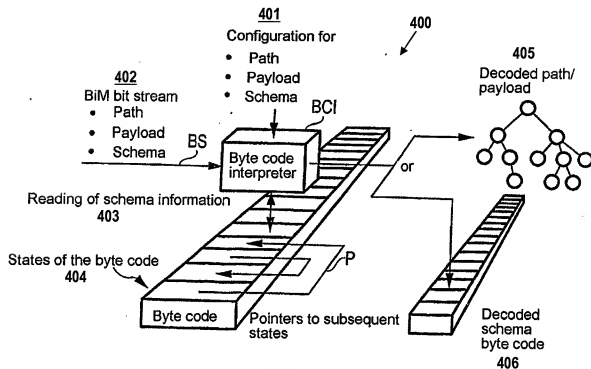 401
Configuration for
• Path
• Payload
• Schema
400
402
BiM bit stream
• Path
• Payload
• Schema
BS
BCI
Byte code
interpreter
or
405
Decoded path/
payload
Reading of schema information
403
States of the byte code
404
P
Byte code
Pointers to subsequent
states
Decoded
schema
byte code
406